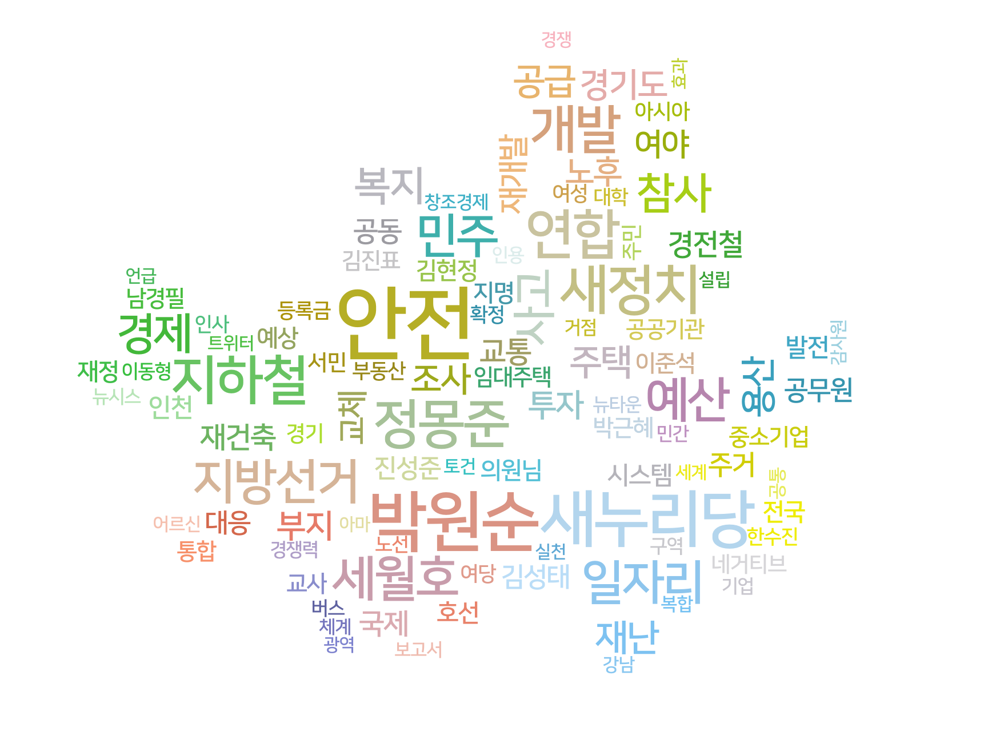 경쟁
공급
경기도
효과
개발
아시아
여야
재개발
노후
복지
창조경제
여성
대학
참사
공동
민주
연합
주민
경전철
김진표
인용
김현정
언급
남경필
사고
새정치
설립
등록금
안전
지명
확정
경제
인사
트위터
예상
거점
공공기관
발전
감사원
재정
이동형
지하철
서민
부동산
조사
교통
임대주택
주택
이준석
예산
용산
공무원
뉴시스
인천
교체
정몽준
투자
뉴타운
박근혜
민간
재건축
경기
중소기업
지방선거
진성준
토건
의원님
시스템
세계
주거
공통
어르신
대응
부지
아마
박원순
새누리당
전국
한수진
통합
경쟁력
노선
실천
구역
네거티브
교사
세월호
여당
김성태
일자리
기업
버스
체계
광역
국제
호선
복합
보고서
재난
강남